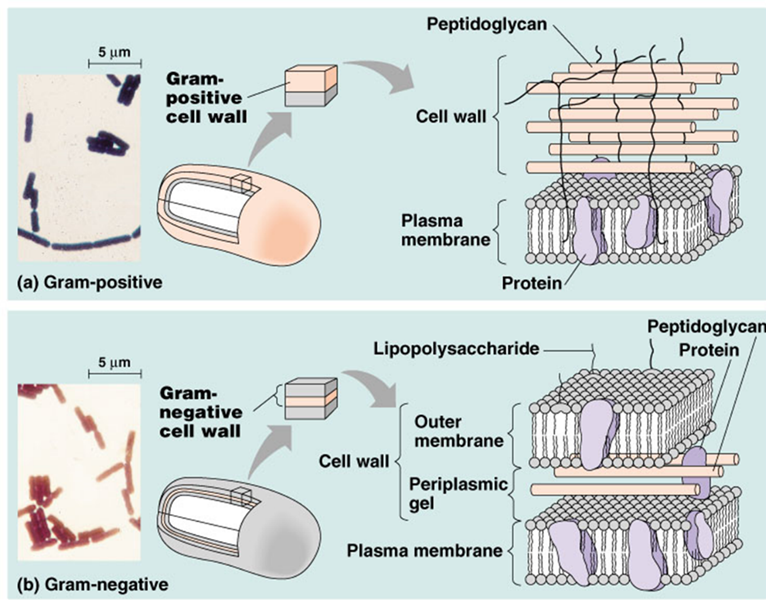 5 μm
Gram-
positive
cell wall
Peptidoglycan
Cell wall
Plasma
membrane
Protein
(a) Gram-positive
5 μm
Gram-
negative
cell wall
Peptidoglycan
Protein
Lipopolysaccharide
Cell wall
Outer
membrane
Periplasmic
gel
Plasma membrane
(b) Gram-negative